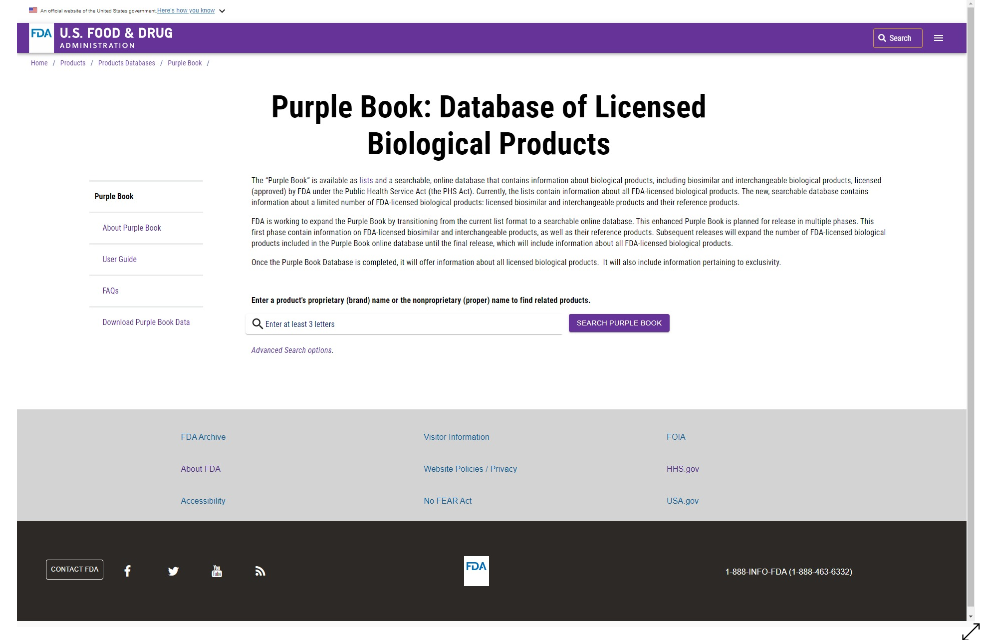 An official website of the United States government Here's how you know
FDA U.S. FOOD & DRUG
ADMINISTRATION
Search
Home / Products / Products Databases / Purple Book /
Purple Book: Database of Licensed
Biological Products
Purple Book
About Purple Book
User Guide
FAQs
Download Purple Book Data
The "Purple Book" is available as lists and a searchable, online database that contains information about biological products, including biosimilar and interchangeable biological products, licensed
(approved) by FDA under the Public Health Service Act (the PHS Act). Currently, the lists contain information about all FDA-licensed biological products. The new, searchable database contains
information about a limited number of FDA-licensed biological products: licensed biosimilar and interchangeable products and their reference products.
FDA is working to expand the Purple Book by transitioning from the current list format to a searchable online database. This enhanced Purple Book is planned for release in multiple phases. This
first phase contain information on FDA-licensed biosimilar and interchangeable products, as well as their reference products. Subsequent releases will expand the number of FDA-licensed biological
products included in the Purple Book online database until the final release, which will include information about all FDA-licensed biological products.
Once the Purple Book Database is completed, it will offer information about all licensed biological products. It will also include information pertaining to exclusivity.
Enter a product's proprietary (brand) name or the nonproprietary (proper) name to find related products.
Enter at least 3 letters
SEARCH PURPLE BOOK
Advanced Search options.
FDA Archive
Visitor Information
FOIA
About FDA
Website Policies / Privacy
HHS.gov
Accessibility
No FEAR Act
USA.gov
CONTACT FDA
You Tube
FDA
1-888-INFO-FDA (1-888-463-6332)